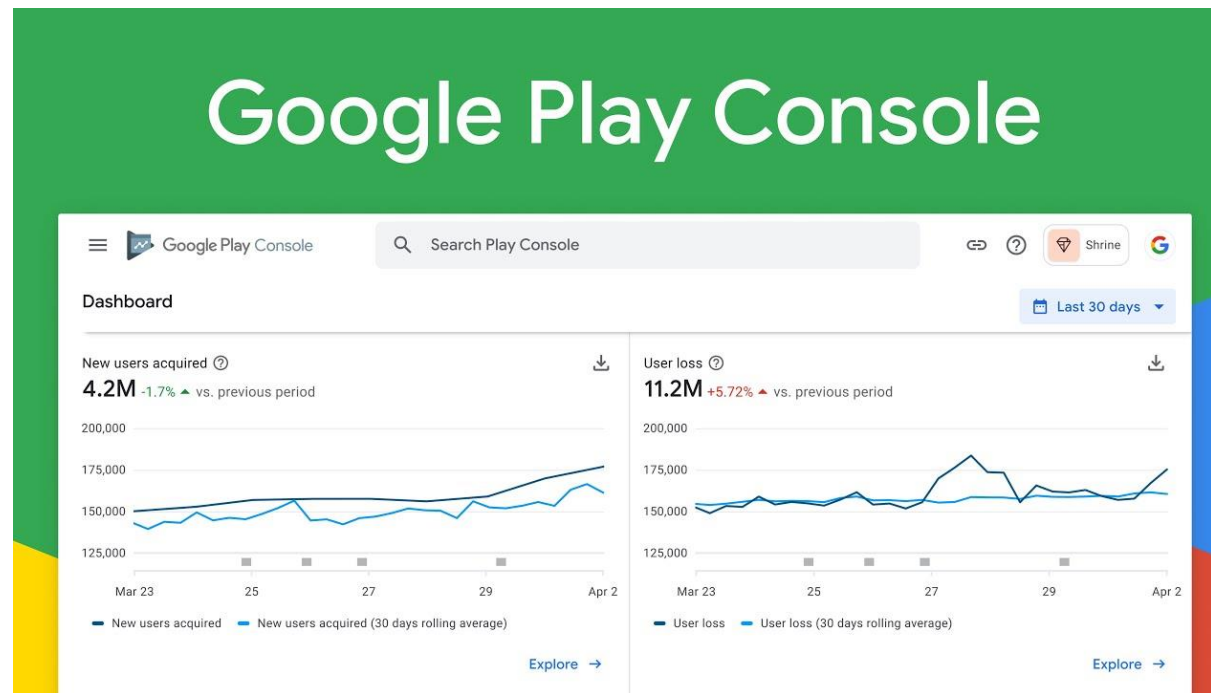 Google Play Console
Google Play Console
Search Play Console
Shrine
Dashboard
Last 30 days
New users acquired
4.2M -1.7% vs. previous period
200,000
175,000
150,000
125,000
Mar 23 25 27 29 Apr 2
New users acquired New users acquired (30 days rolling average)
Explore →
User loss
11.2M +5.72% vs. previous period
200,000
175,000
150,000
125,000
Mar 23 25 27 29 Apr 2
User loss User loss (30 days rolling average)
Explore →